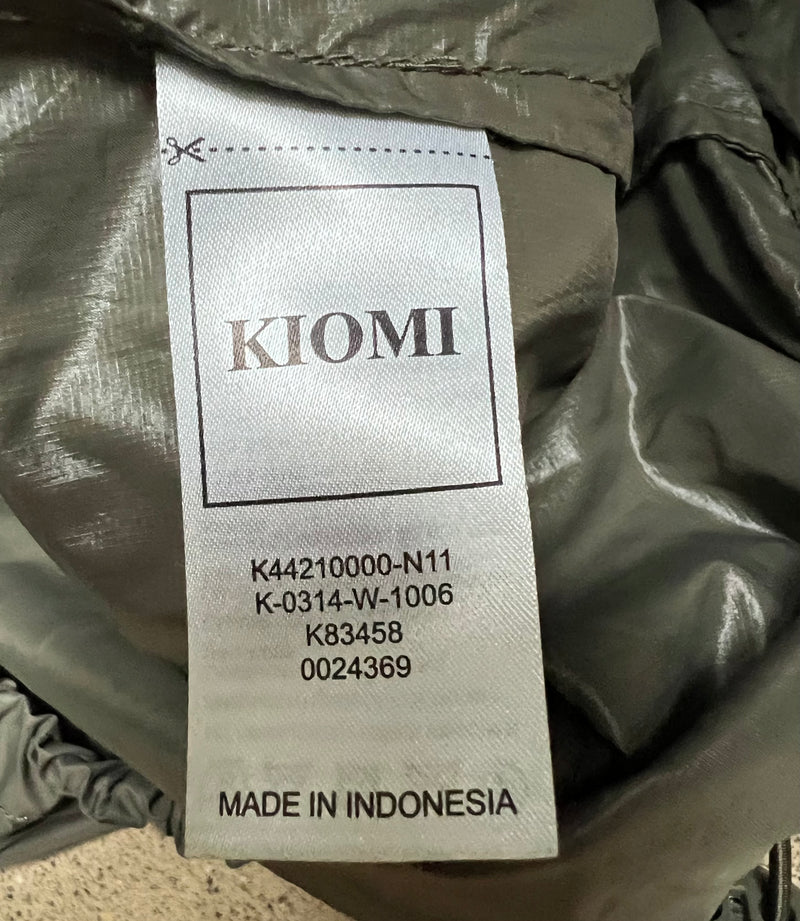 KIOMI
K44210000-N11
K-0314-W-1006
K83458
0024369
MADE IN INDONESIA